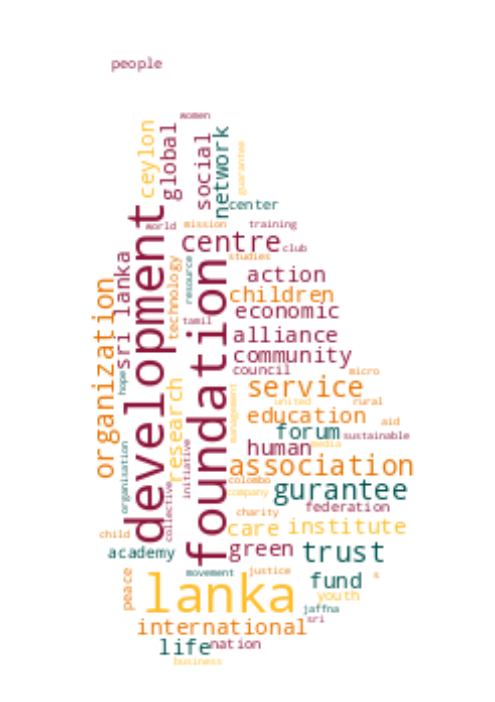 people
women
ceylon
global
social
network
guarantee
center
world
mission
training
centre
club
studies
sri lanka
technology
resource
action
children
organization
development
foundation
economic
tamil
alliance
community
council
micro
hope
research
management
service
united
rural
education
aid
forum
sustainable
media
human
organisation
initiative
association
collective
colombo
company
gurantee
federation
charity
care
institute
child
academy
green
trust
movement
justice
fund
s
peace
lanka
youth
jaffna
sri
international
life
nation
business